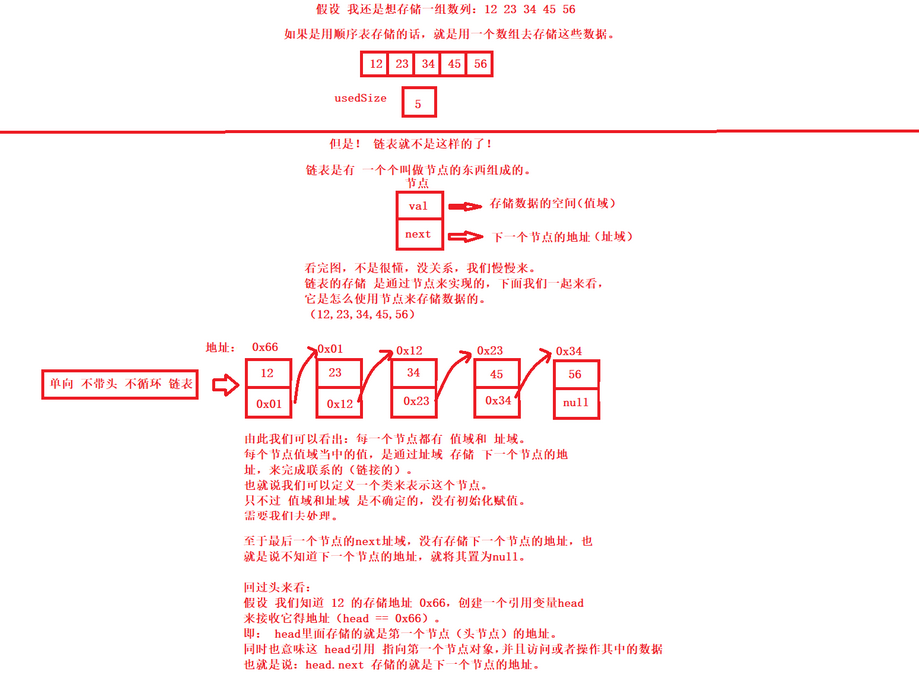 假设 我还是想存储一组数列：12 23 34 45 56
如果是用顺序表存储的话，就是用一个数组去存储这些数据。
12 23 34 45 56
usedSize 5
但是！ 链表就不是这样的了！
链表是有 一个个叫做节点的东西组成的。
节点
val 存储数据的空间（值域）
next 下一个节点的地址（址域）
看完图，不是很懂，没关系，我们慢慢来。
链表的存储 是通过节点来实现的，下面我们一起来看，
它是怎么使用节点来存储数据的。
（12,23,34,45,56）
地址： 0x66 0x01 0x12 0x23 0x34
单向 不带头 不循环 链表
12 23 34 45 56
0x01 0x12 0x23 0x34 null
由此我们可以看出：每一个节点都有 值域和 址域。
每个节点值域当中的值，是通过址域 存储 下一个节点的地
址，来完成联系的（链接的）。
也就说我们可以定义一个类来表示这个节点。
只不过 值域和址域 是不确定的，没有初始化赋值。
需要我们去处理。
至于最后一个节点的next址域，没有存储下一个节点的地址，也
就是说不知道下一个节点的地址，就将其置为null。
回过头来看：
假设 我们知道 12 的存储地址 0x66，创建一个引用变量head
来接收它得地址（head == 0x66）。
即： head里面存储的就是第一个节点（头节点）的地址。
同时也意味这 head引用 指向第一个节点对象，并且访问或者操作其中的数据
也就是说：head.next 存储的就是下一个节点的地址。